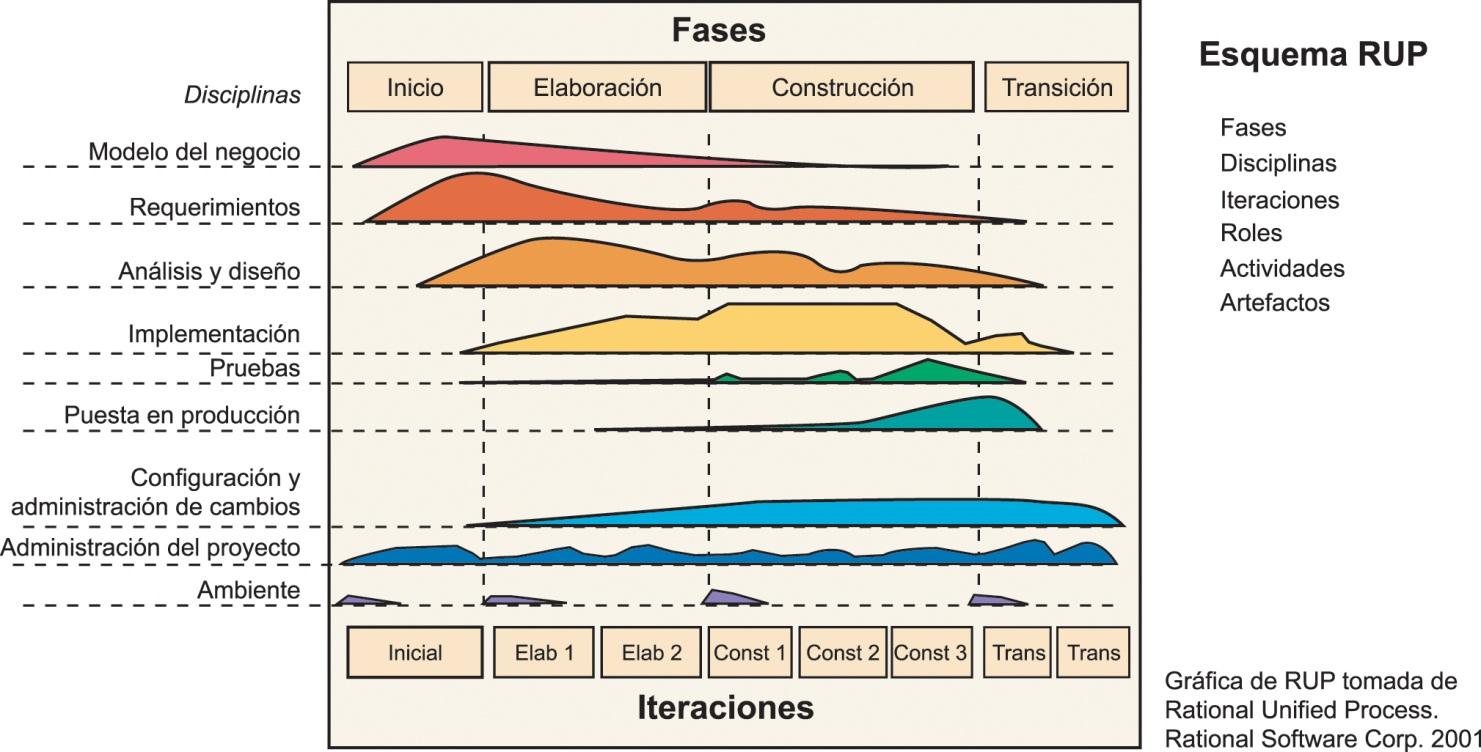 Fases
Esquema RUP
Disciplinas
Inicio
Elaboración
Construcción
Transición
Fases
Disciplinas
Iteraciones
Roles
Actividades
Artefactos
Modelo del negocio
Requerimientos
Análisis y diseño
Implementación
Pruebas
Puesta en producción
Configuración y
administración de cambios
Administración del proyecto
Ambiente
Inicial
Elab 1
Elab 2
Const 1
Const 2
Const 3
Trans
Trans
Iteraciones
Gráfica de RUP tomada de
Rational Unified Process.
Rational Software Corp. 2001